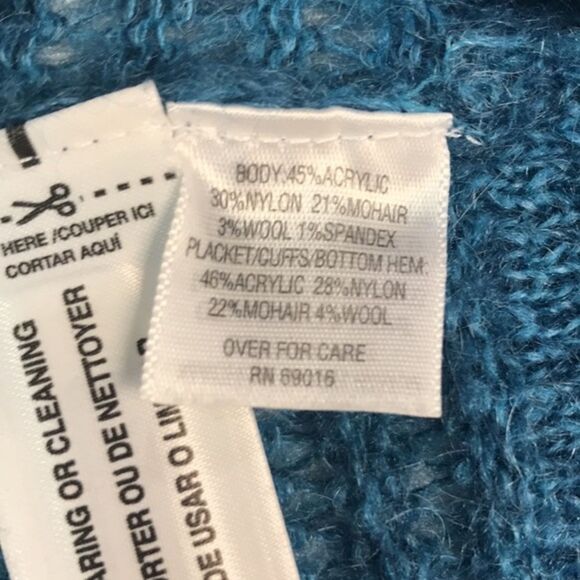 BODY:45%ACRYLIC
30%NYLON 21%MOHAIR
3%WOOL 1%SPANDEX
PLACKET/CUFFS/BOTTOM HEM:
46%ACRYLIC 28%NYLON
22%MOHAIR 4%WOOL
OVER FOR CARE
RN 69016
HERE /COUPER ICI
CORTAR AQUÍ
ARING OR CLEANING
RTER OU DE NETTOYER
DE USAR O LIM